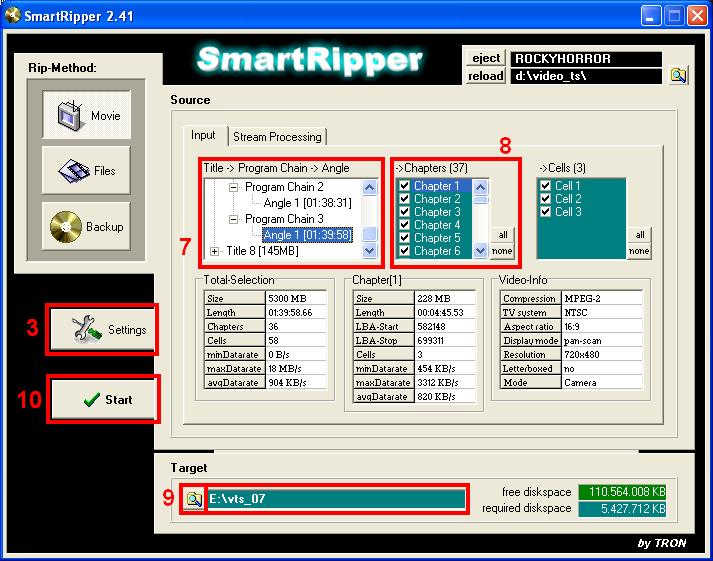 SmartRipper 2.41
SmartRipper
eject ROCKYHORROR
reload d:\video_ts\
Rip-Method:
Movie
Files
Backup
3 Settings
10 Start
Source
Input Stream Processing
8
7
Title -> Program Chain -> Angle
Program Chain 2
Angle 1 [01:38:31]
Program Chain 3
Angle 1 [01:39:58]
Title 8 [145MB]
->Chapters (37)
Chapter 1
Chapter 2
Chapter 3
Chapter 4
Chapter 5
Chapter 6
all
none
->Cells (3)
Cell 1
Cell 2
Cell 3
all
none
Total-Selection
Size 5300 MB
Length 01:39:58.66
Chapters 36
Cells 58
minDatarate 0 B/s
maxDatarate 18 MB/s
avgDatarate 904 KB/s
Chapter[1]
Size 228 MB
Length 00:04:45.53
LBA-Start 582148
LBA-Stop 699311
Cells 3
minDatarate 454 KB/s
maxDatarate 3312 KB/s
avgDatarate 820 KB/s
Video-Info
Compression MPEG-2
TV system NTSC
Aspect ratio 16:9
Display mode pan-scan
Resolution 720x480
Letterboxed no
Mode Camera
Target
9 E:\vts_07
free diskspace 110.564.008 KB
required diskspace 5.427.712 KB
by TRON